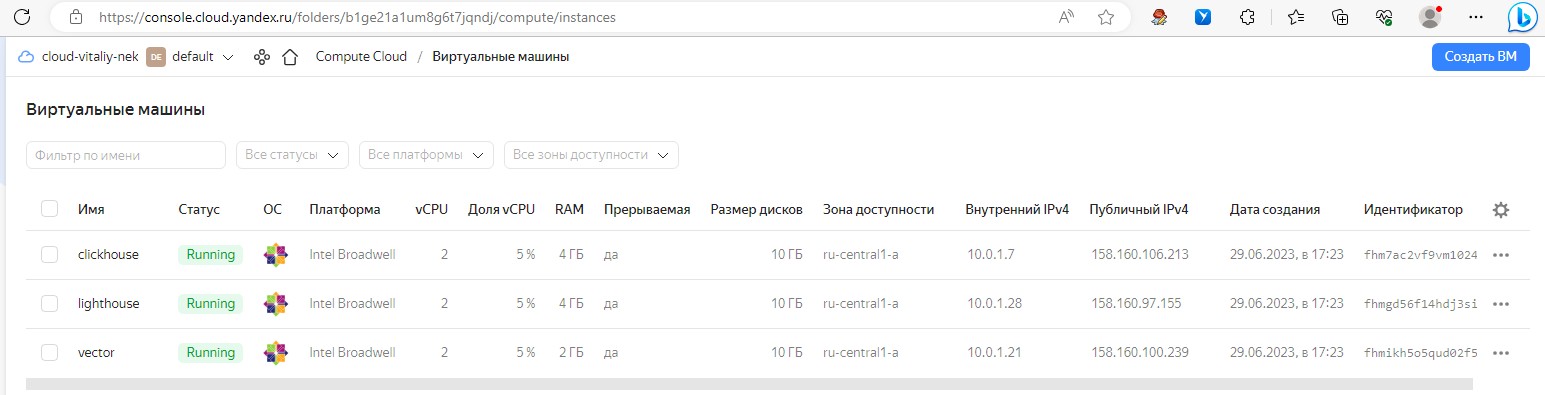 https://console.cloud.yandex.ru/folders/b1ge21a1um8g6t7jqndj/compute/instances
cloud-vitaliy-nek DE default Compute Cloud / Виртуальные машины Создать ВМ
Виртуальные машины
Фильтр по имени Все статусы Все платформы Все зоны доступности
Имя Статус ОС Платформа vCPU Доля vCPU RAM Прерываемая Размер дисков Зона доступности Внутренний IPv4 Публичный IPv4 Дата создания Идентификатор
clickhouse Running Intel Broadwell 2 5 % 4 ГБ да 10 ГБ ru-central1-a 10.0.1.7 158.160.106.213 29.06.2023, в 17:23 fhm7ac2vf9vm1024
lighthouse Running Intel Broadwell 2 5 % 4 ГБ да 10 ГБ ru-central1-a 10.0.1.28 158.160.97.155 29.06.2023, в 17:23 fhmgd56f14hdj3si
vector Running Intel Broadwell 2 5 % 2 ГБ да 10 ГБ ru-central1-a 10.0.1.21 158.160.100.239 29.06.2023, в 17:23 fhmikh5o5qud02f5